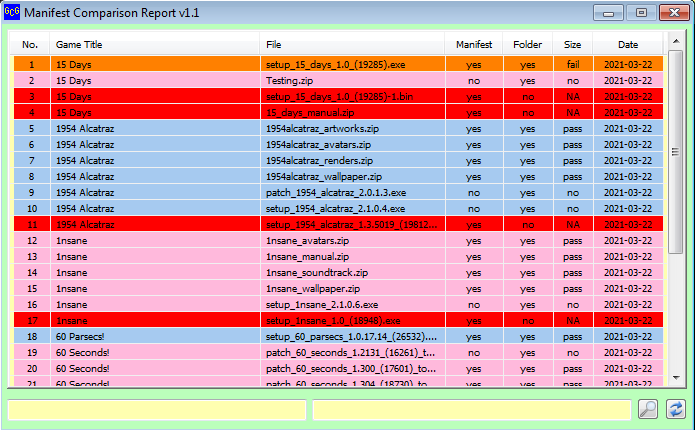 GcG Manifest Comparison Report v1.1
No. Game Title File Manifest Folder Size Date
1 15 Days setup_15_days_1.0_(19285).exe yes yes fail 2021-03-22
2 15 Days Testing.zip no yes no 2021-03-22
3 15 Days setup_15_days_1.0_(19285)-1.bin yes no NA 2021-03-22
4 15 Days 15_days_manual.zip yes no NA 2021-03-22
5 1954 Alcatraz 1954alcatraz_artworks.zip yes yes pass 2021-03-22
6 1954 Alcatraz 1954alcatraz_avatars.zip yes yes pass 2021-03-22
7 1954 Alcatraz 1954alcatraz_renders.zip yes yes pass 2021-03-22
8 1954 Alcatraz 1954alcatraz_wallpaper.zip yes yes pass 2021-03-22
9 1954 Alcatraz patch_1954_alcatraz_2.0.1.3.exe no yes no 2021-03-22
10 1954 Alcatraz setup_1954_alcatraz_2.1.0.4.exe no yes no 2021-03-22
11 1954 Alcatraz setup_1954_alcatraz_1.3.5019_(19812... yes no NA 2021-03-22
12 1nsane 1nsane_avatars.zip yes yes pass 2021-03-22
13 1nsane 1nsane_manual.zip yes yes pass 2021-03-22
14 1nsane 1nsane_soundtrack.zip yes yes pass 2021-03-22
15 1nsane 1nsane_wallpaper.zip yes yes pass 2021-03-22
16 1nsane setup_1nsane_2.1.0.6.exe no yes no 2021-03-22
17 1nsane setup_1nsane_1.0_(18948).exe yes no NA 2021-03-22
18 60 Parsecs! setup_60_parsecs_1.0.17.14_(26532).... yes yes pass 2021-03-22
19 60 Seconds! patch_60_seconds_1.2131_(16261)_t... no yes no 2021-03-22
20 60 Seconds! patch_60_seconds_1.300_(17601)_to... yes yes pass 2021-03-22
21 60 Seconds! patch_60_seconds_1.304_(18730)_to... yes yes pass 2021-03-22